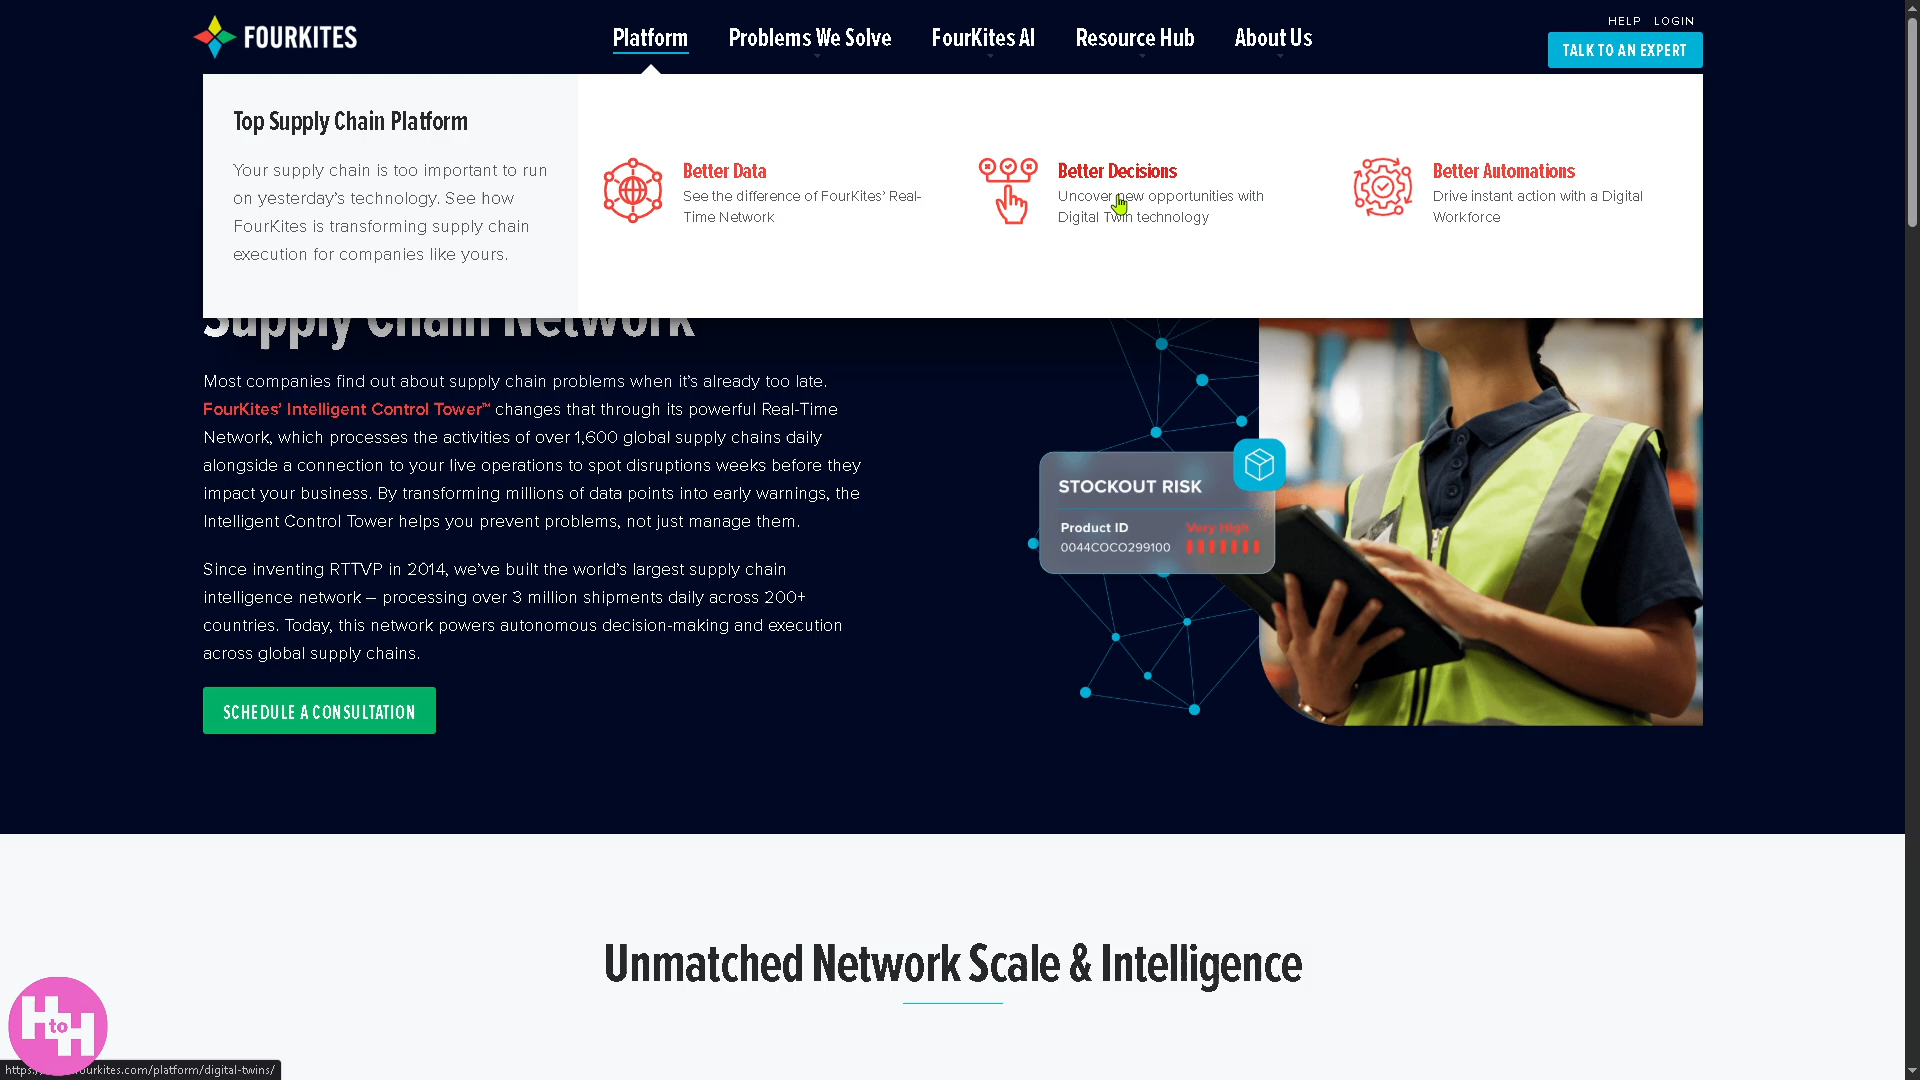 FOURKITES
Platform
Problems We Solve
FourKites AI
Resource Hub
About Us
HELP
LOGIN
TALK TO AN EXPERT
Top Supply Chain Platform
Your supply chain is too important to run
on yesterday's technology. See how
FourKites is transforming supply chain
execution for companies like yours.
Better Data
See the difference of FourKites' Real-
Time Network
Better Decisions
Uncover new opportunities with
Digital Twin technology
Better Automations
Drive instant action with a Digital
Workforce
Supply Chain Network
Most companies find out about supply chain problems when it's already too late.
FourKites' Intelligent Control Tower™ changes that through its powerful Real-Time
Network, which processes the activities of over 1,600 global supply chains daily
alongside a connection to your live operations to spot disruptions weeks before they
impact your business. By transforming millions of data points into early warnings, the
Intelligent Control Tower helps you prevent problems, not just manage them.
Since inventing RTTVP in 2014, we've built the world's largest supply chain
intelligence network – processing over 3 million shipments daily across 200+
countries. Today, this network powers autonomous decision-making and execution
across global supply chains.
SCHEDULE A CONSULTATION
STOCKOUT RISK
Product ID
Very High
0044COCO299100
Unmatched Network Scale & Intelligence
H to H
https:/ urkites.com/platform/digital-twins/